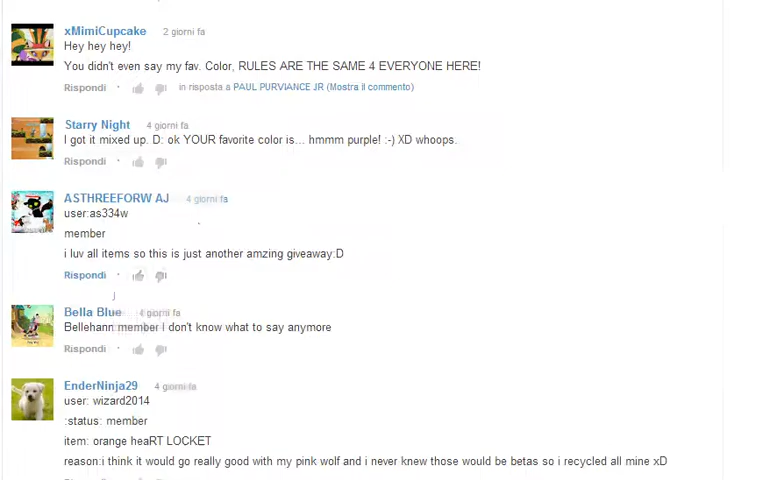 xMimiCupcake 2 giorni fa
Hey hey hey!
You didn't even say my fav. Color, RULES ARE THE SAME 4 EVERYONE HERE!
Rispondi · in risposta a PAUL PURVIANCE JR (Mostra il commento)
Starry Night 4 giorni fa
I got it mixed up. D: ok YOUR favorite color is... hmmm purple! :-) XD whoops.
Rispondi ·
ASTHREEFORW AJ 4 giorni fa
user:as334w
member
i luv all items so this is just another amzing giveaway:D
Rispondi ·
Bella Blue 4 giorni fa
Bellehann member I don't know what to say anymore
Rispondi ·
EnderNinja29 4 giorni fa
user: wizard2014
:status: member
item: orange heaRT LOCKET
reason:i think it would go really good with my pink wolf and i never knew those would be betas so i recycled all mine xD